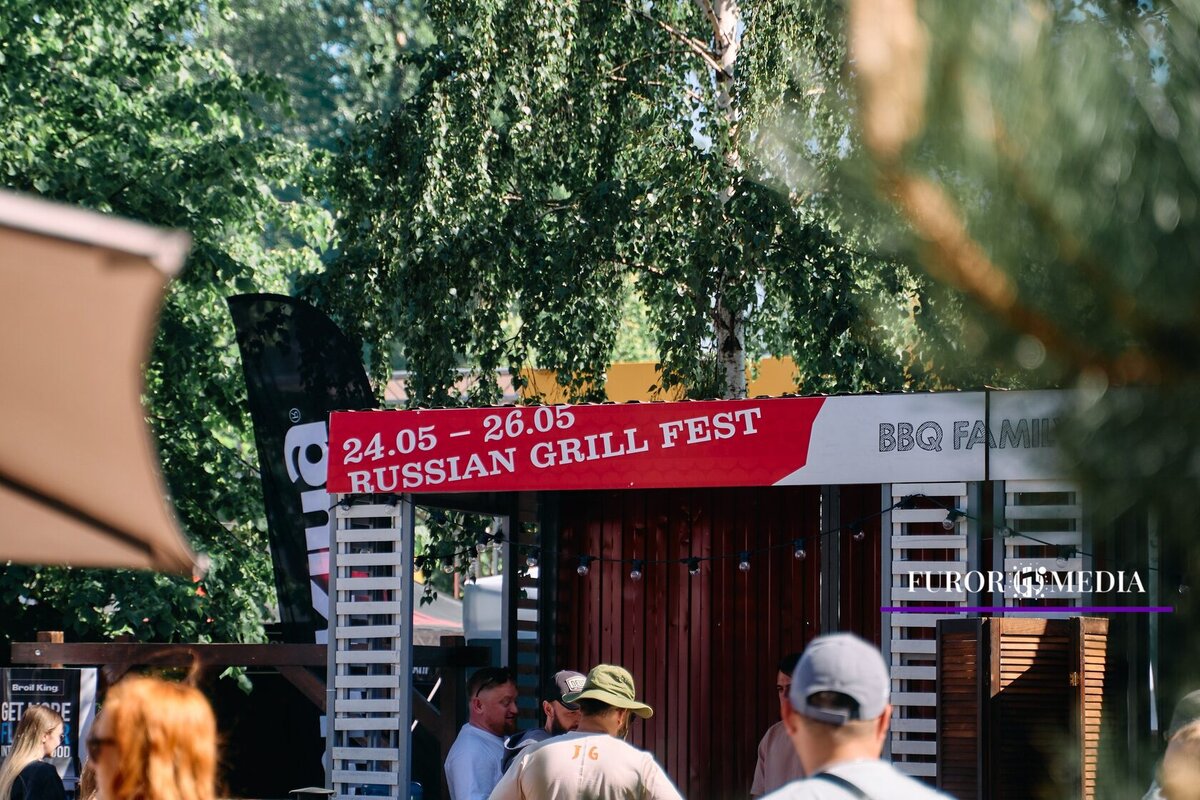 24.05 – 26.05
RUSSIAN GRILL FEST
BBQ FAMIL
FUROR MEDIA
Broil King
GET MORE
J G